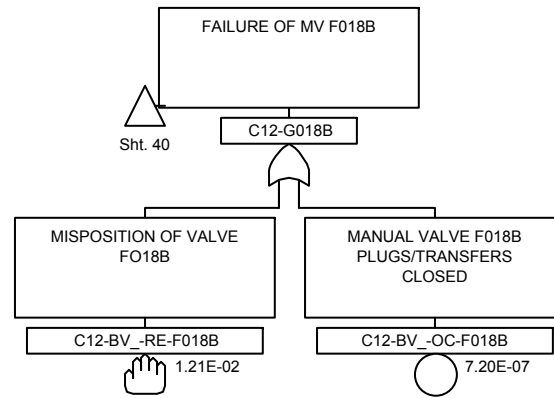 FAILURE OF MV F018B
Sht. 40
C12-G018B
MISPOSITION OF VALVE
FO18B
MANUAL VALVE F018B
PLUGS/TRANSFERS
CLOSED
C12-BV_-RE-F018B
C12-BV_-OC-F018B
1.21E-02
7.20E-07